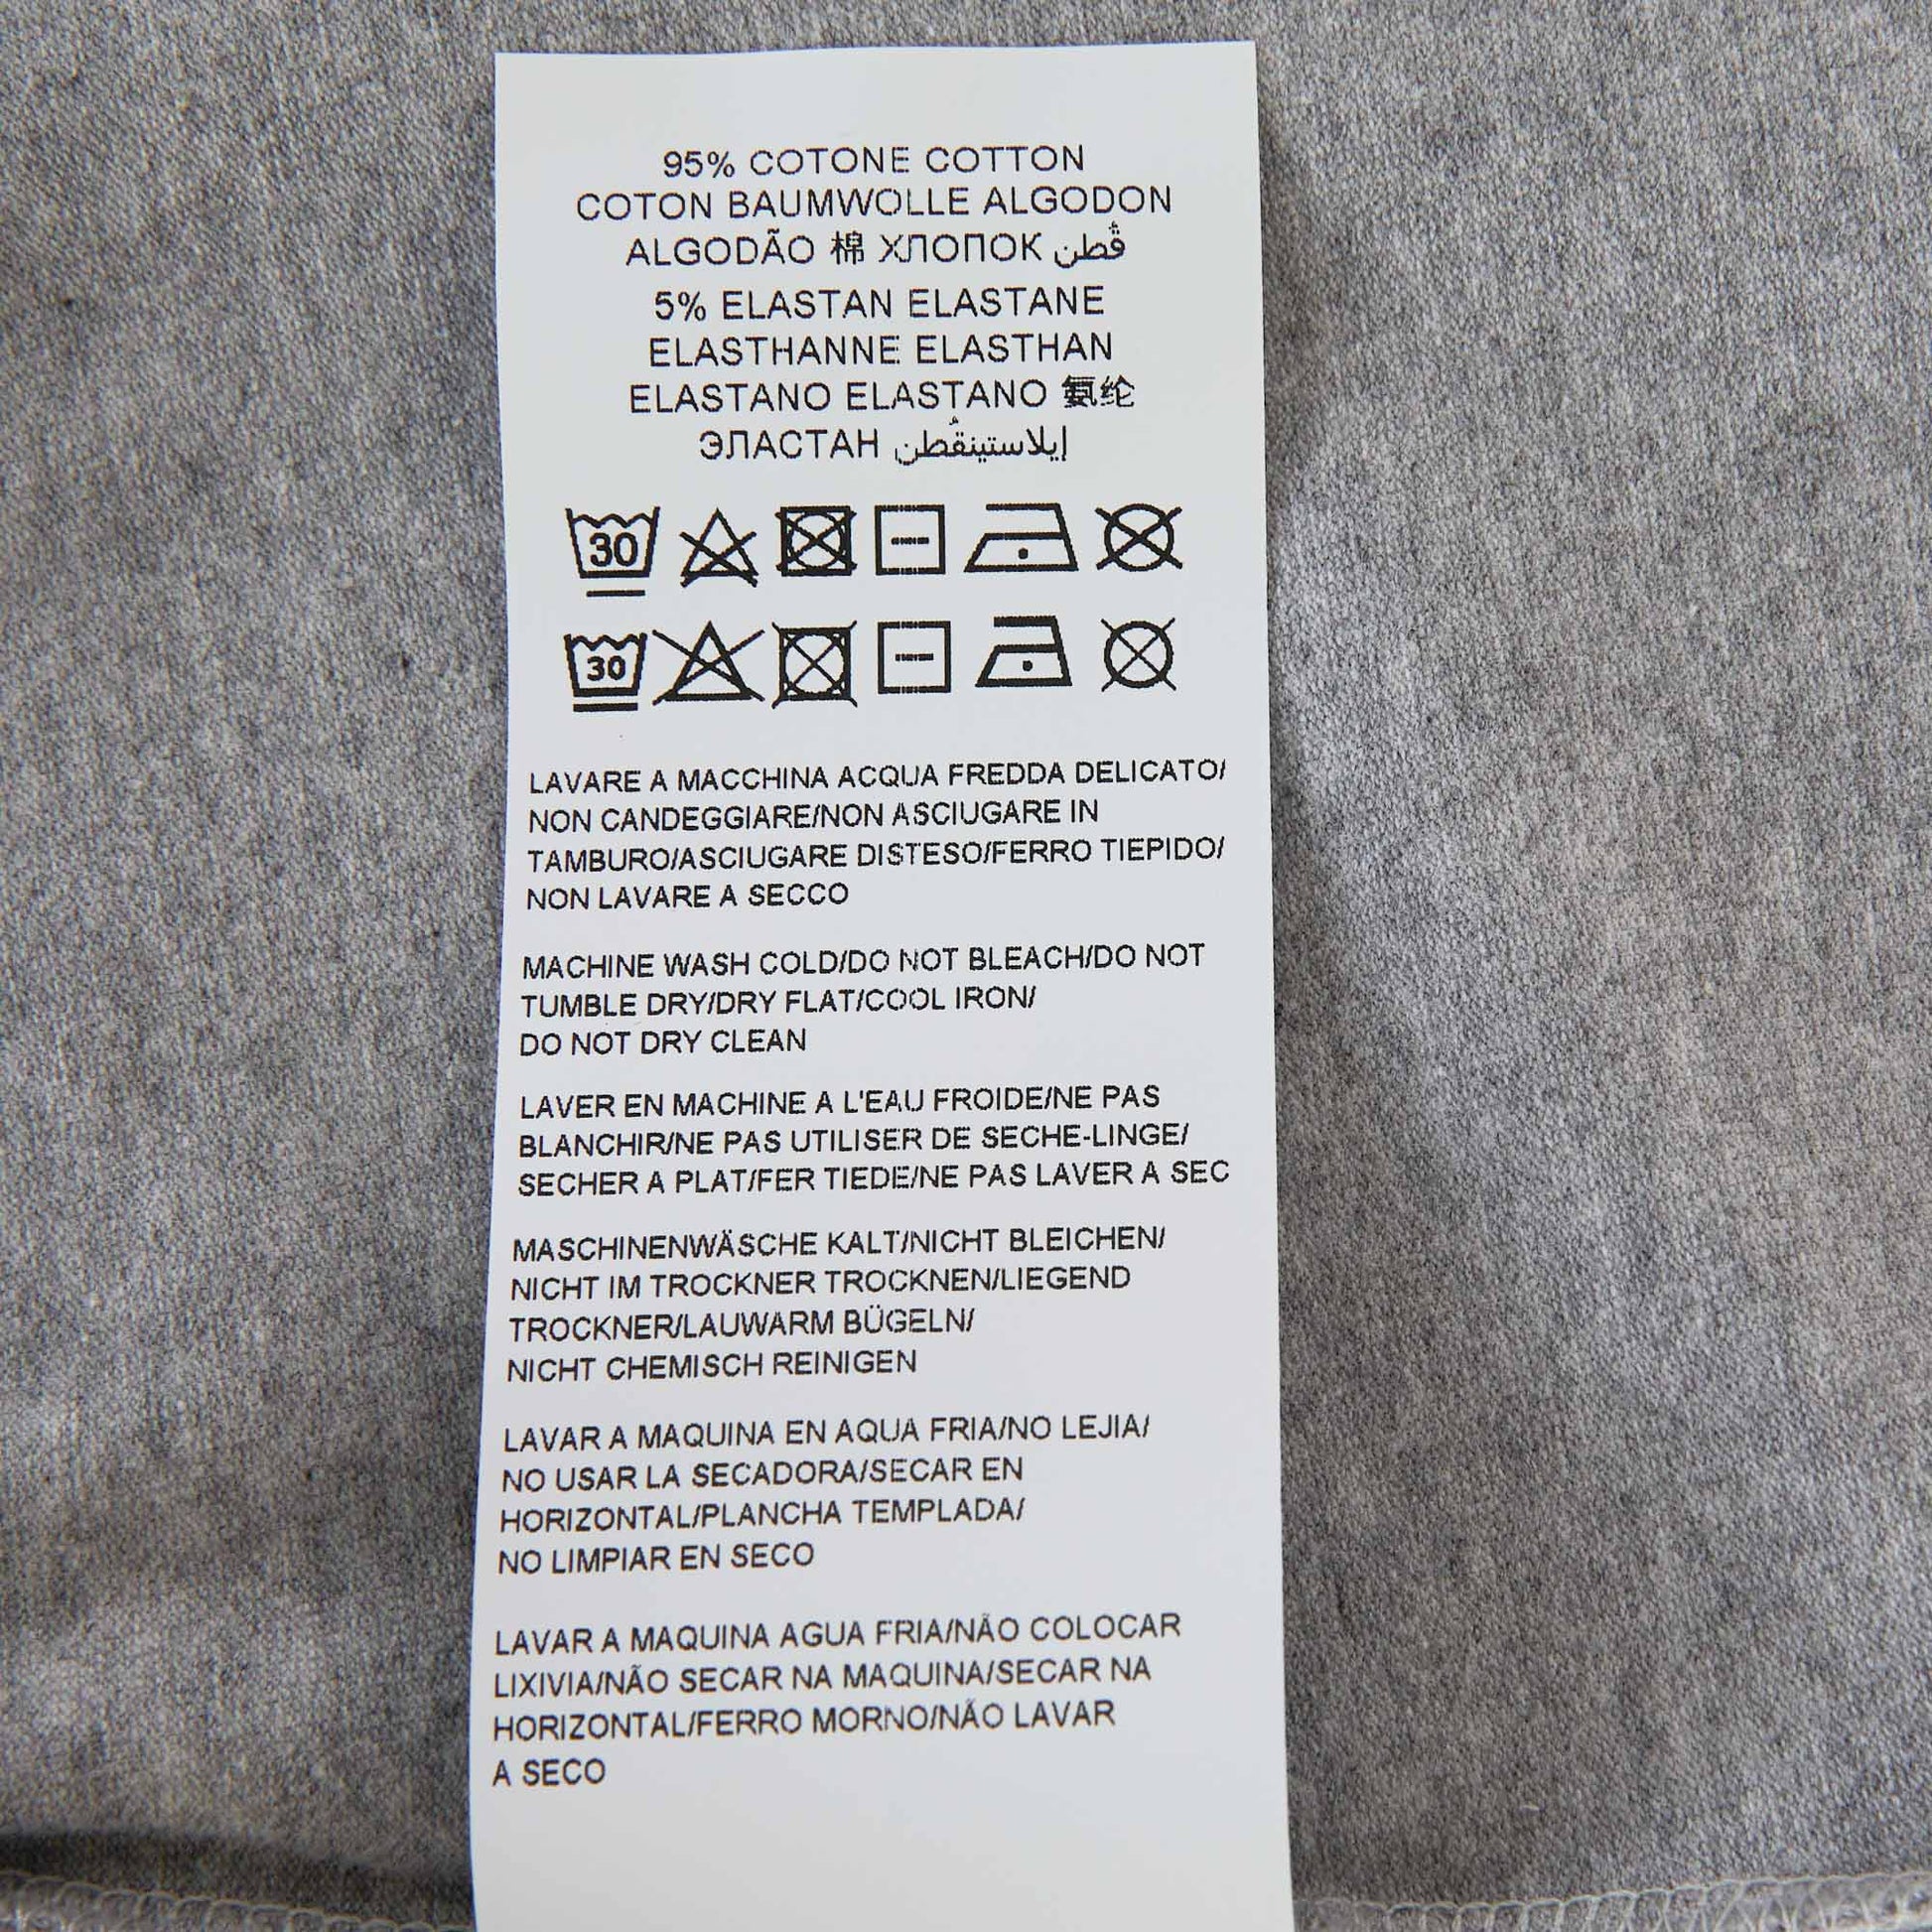 95% COTONE COTTON
COTON BAUMWOLLE ALGODON
ALGODÃO 棉 ХЛОПОК قُطن
5% ELASTAN ELASTANE
ELASTHANNE ELASTHAN
ELASTANO ELASTANO 氨纶
ЭЛАСТАН إيلاستينقُطن
30
30
LAVARE A MACCHINA ACQUA FREDDA DELICATO/
NON CANDEGGIARE/NON ASCIUGARE IN
TAMBURO/ASCIUGARE DISTESO/FERRO TIEPIDO/
NON LAVARE A SECCO
MACHINE WASH COLD/DO NOT BLEACH/DO NOT
TUMBLE DRY/DRY FLAT/COOL IRON/
DO NOT DRY CLEAN
LAVER EN MACHINE A L'EAU FROIDE/NE PAS
BLANCHIR/NE PAS UTILISER DE SECHE-LINGE/
SECHER A PLAT/FER TIEDE/NE PAS LAVER A SEC
MASCHINENWÄSCHE KALT/NICHT BLEICHEN/
NICHT IM TROCKNER TROCKNEN/LIEGEND
TROCKNER/LAUWARM BÜGELN/
NICHT CHEMISCH REINIGEN
LAVAR A MAQUINA EN AQUA FRIA/NO LEJIA/
NO USAR LA SECADORA/SECAR EN
HORIZONTAL/PLANCHA TEMPLADA/
NO LIMPIAR EN SECO
LAVAR A MAQUINA AGUA FRIA/NÃO COLOCAR
LIXIVIA/NÃO SECAR NA MAQUINA/SECAR NA
HORIZONTAL/FERRO MORNO/NÃO LAVAR
A SECO